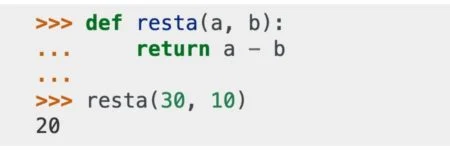 >>> def resta(a, b):
...     return a - b
...
>>> resta(30, 10)
20